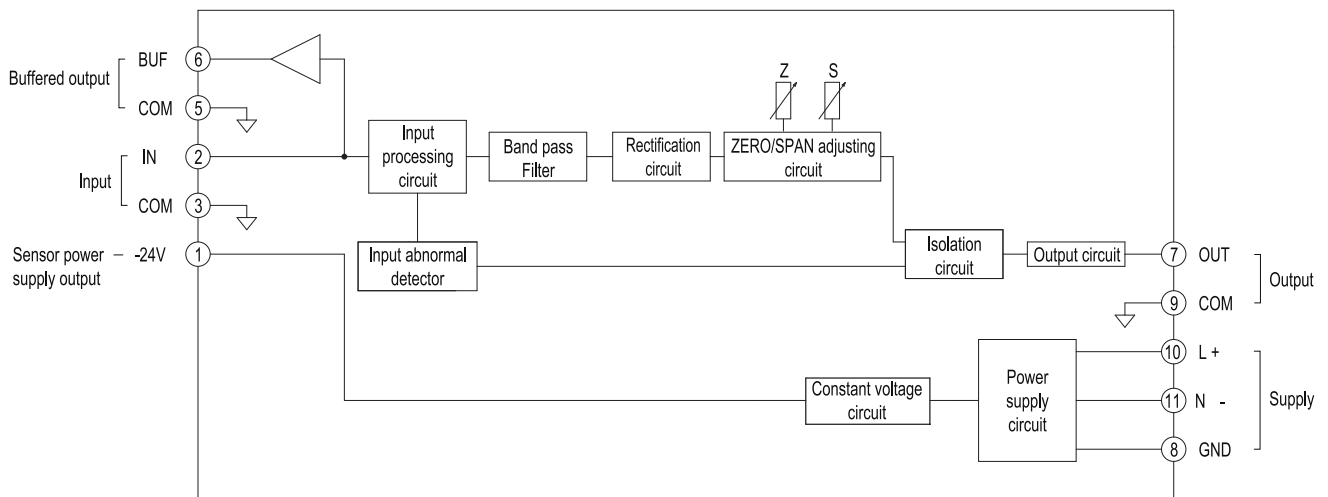 Buffered output
BUF
6
COM
5
Input
IN
2
COM
3
Sensor power
supply output
-24V
1
Input
processing
circuit
Band pass
Filter
Rectification
circuit
Z
S
ZERO/SPAN adjusting
circuit
Input abnormal
detector
Isolation
circuit
Output circuit
7
OUT
9
COM
Output
Constant voltage
circuit
Power
supply
circuit
10
L +
11
N -
8
GND
Supply